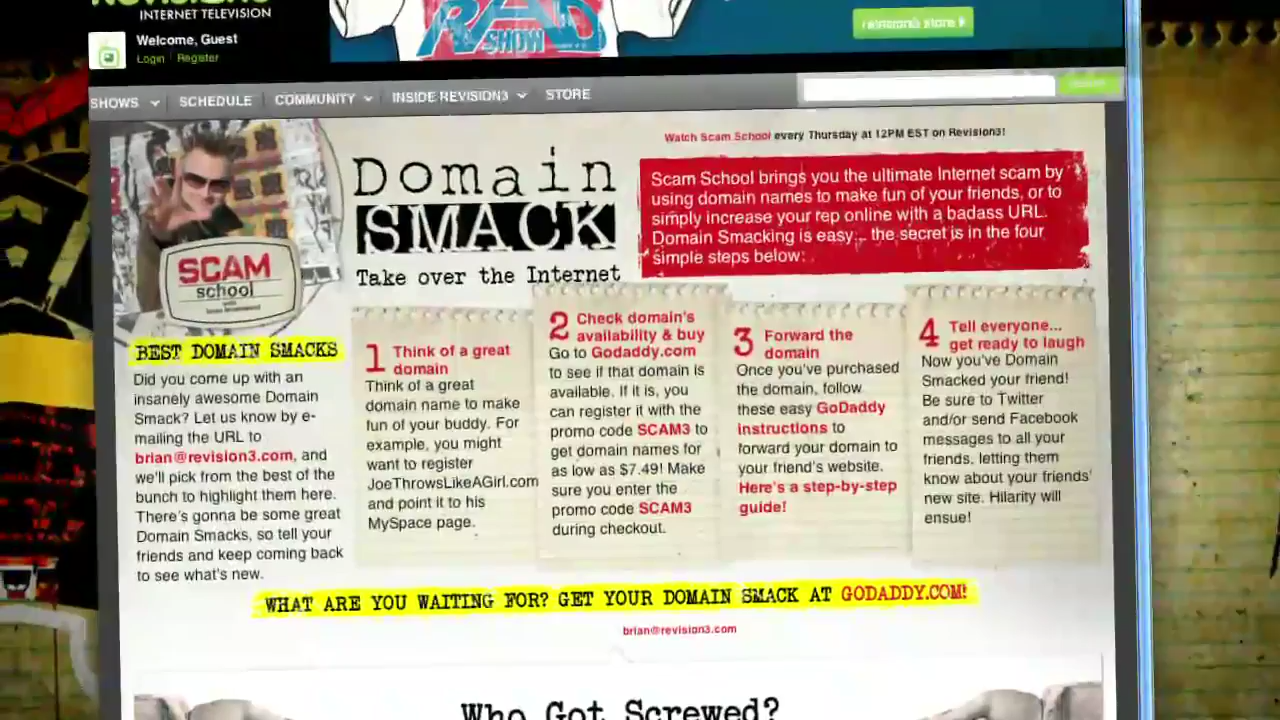 INTERNET TELEVISION
Welcome, Guest
Login Register
SHOW
revision3 store
SHOWS SCHEDULE COMMUNITY INSIDE REVISION3 STORE
Watch Scam School every Thursday at 12PM EST on Revision3!
Domain
SMACK
Take over the Internet
Scam School brings you the ultimate Internet scam by
using domain names to make fun of your friends, or to
simply increase your rep online with a badass URL.
Domain Smacking is easy... the secret is in the four
simple steps below:
SCAM
school
BEST DOMAIN SMACKS
Did you come up with an
insanely awesome Domain
Smack? Let us know by e-
mailing the URL to
brian@revision3.com, and
we'll pick from the best of the
bunch to highlight them here.
There's gonna be some great
Domain Smacks, so tell your
friends and keep coming back
to see what's new.
1 Think of a great
domain
Think of a great
domain name to make
fun of your buddy. For
example, you might
want to register
JoeThrowsLikeAGirl.com
and point it to his
MySpace page.
2 Check domain's
availability & buy
Go to Godaddy.com
to see if that domain is
available. If it is, you
can register it with the
promo code SCAM3 to
get domain names for
as low as $7.49! Make
sure you enter the
promo code SCAM3
during checkout.
3 Forward the
domain
Once you've purchased
the domain, follow
these easy GoDaddy
instructions to
forward your domain to
your friend's website.
Here's a step-by-step
guide!
4 Tell everyone...
get ready to laugh
Now you've Domain
Smacked your friend!
Be sure to Twitter
and/or send Facebook
messages to all your
friends, letting them
know about your friends'
new site. Hilarity will
ensue!
WHAT ARE YOU WAITING FOR? GET YOUR DOMAIN SMACK AT GODADDY.COM!
brian@revision3.com
Who Got Screwed?